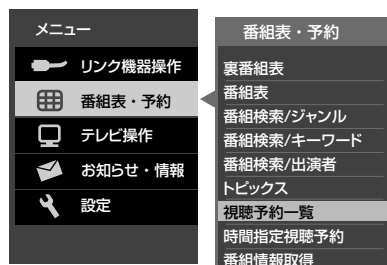 メニュー
リンク機器操作
番組表・予約
テレビ操作
お知らせ・情報
設定
番組表・予約
裏番組表
番組表
番組検索/ジャンル
番組検索/キーワード
番組検索/出演者
トピックス
視聴予約一覧
時間指定視聴予約
番組情報取得